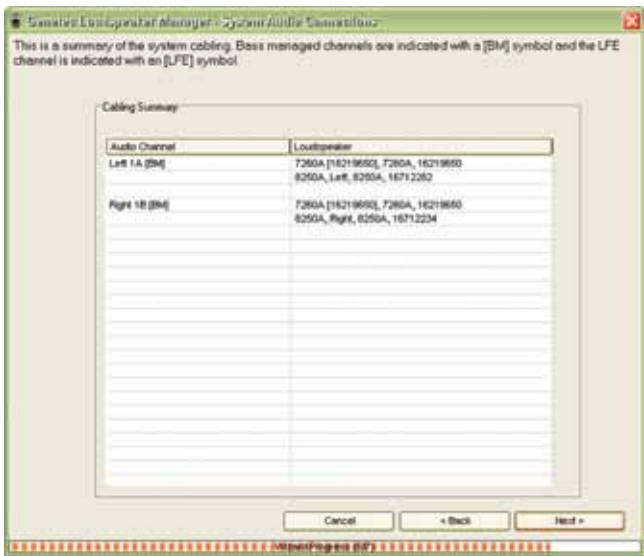 Genelec Loudspeaker Manager - System Audio Connections
This is a summary of the system cabling. Bass managed channels are indicated with a [BM] symbol and the LFE
channel is indicated with an [LFE] symbol.
Cabling Summary
Audio Channel Loudspeaker
Left 1A [BM] 7260A [16219650], 7260A, 16219650
8250A, Left, 8250A, 16712282
Right 1B [BM] 7260A [16219650], 7260A, 16219650
8250A, Right, 8250A, 16712234
Cancel < Back Next >
Wizard Progress